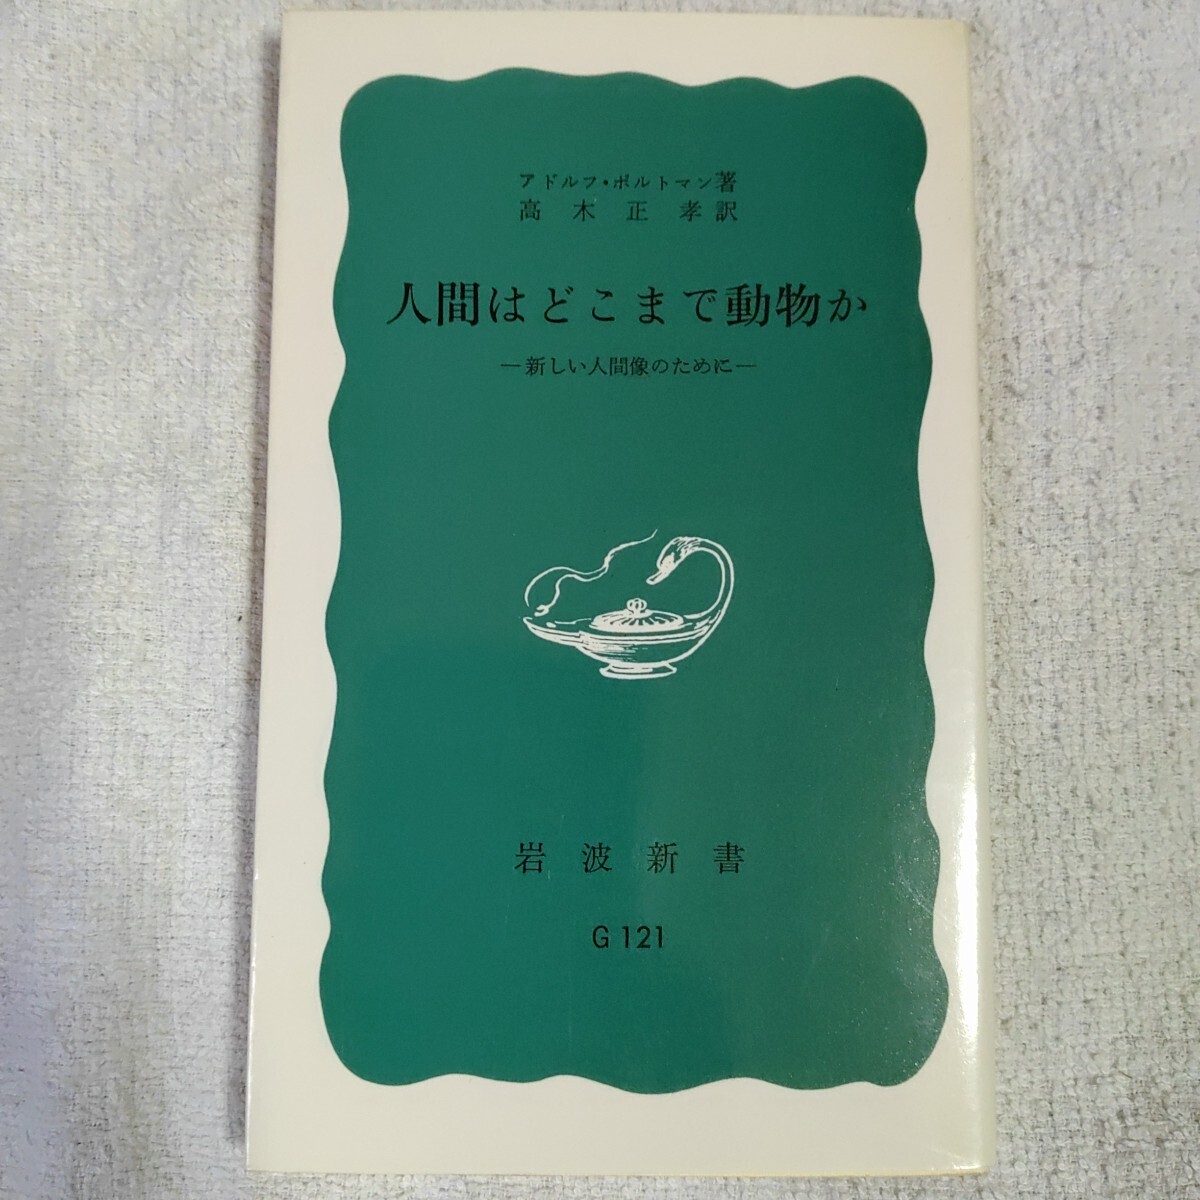 アドルフ・ポルトマン著
高木正孝訳
人間はどこまで動物か
―新しい人間像のために―
岩波新書
G 121